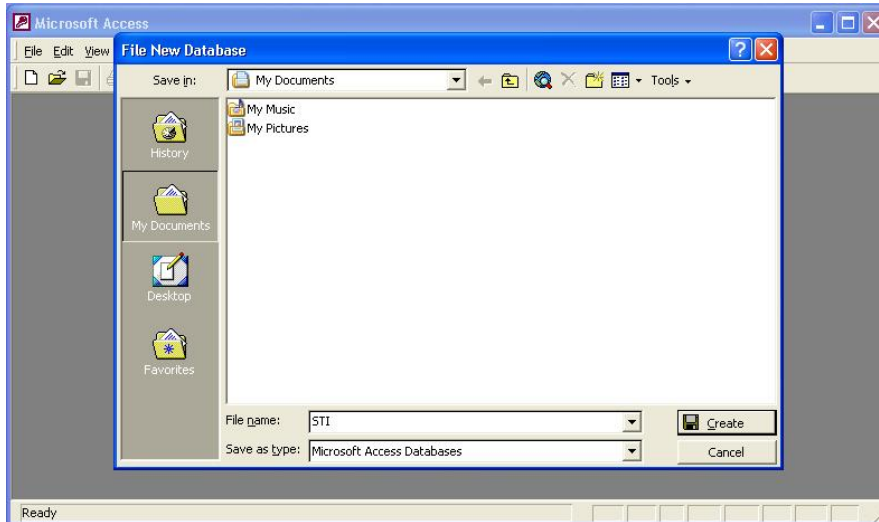 Microsoft Access
File Edit View
File New Database
Save in:
My Documents
Tools
My Music
My Pictures
History
My Documents
Desktop
Favorites
File name:
STI
Create
Save as type:
Microsoft Access Databases
Cancel
Ready